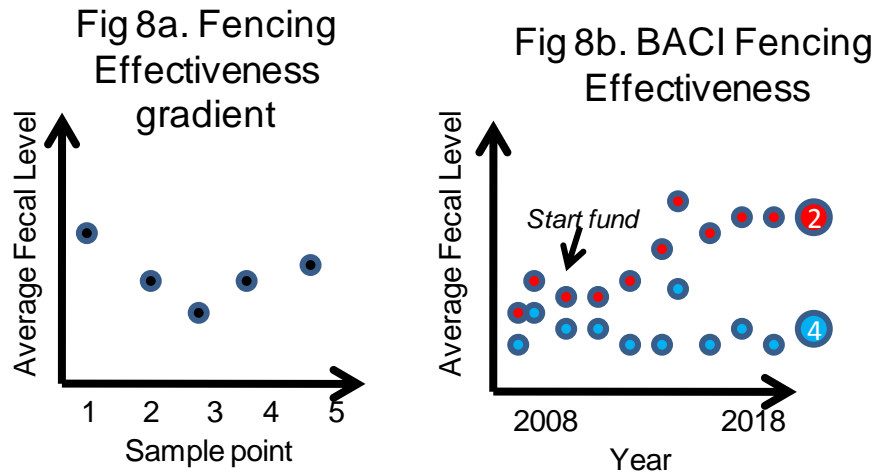 Fig 8a. Fencing
Effectiveness
gradient
Average Fecal Level
1 2 3 4 5
Sample point
Fig 8b. BACI Fencing
Effectiveness
Average Fecal Level
Start fund
2
4
2008 2018
Year